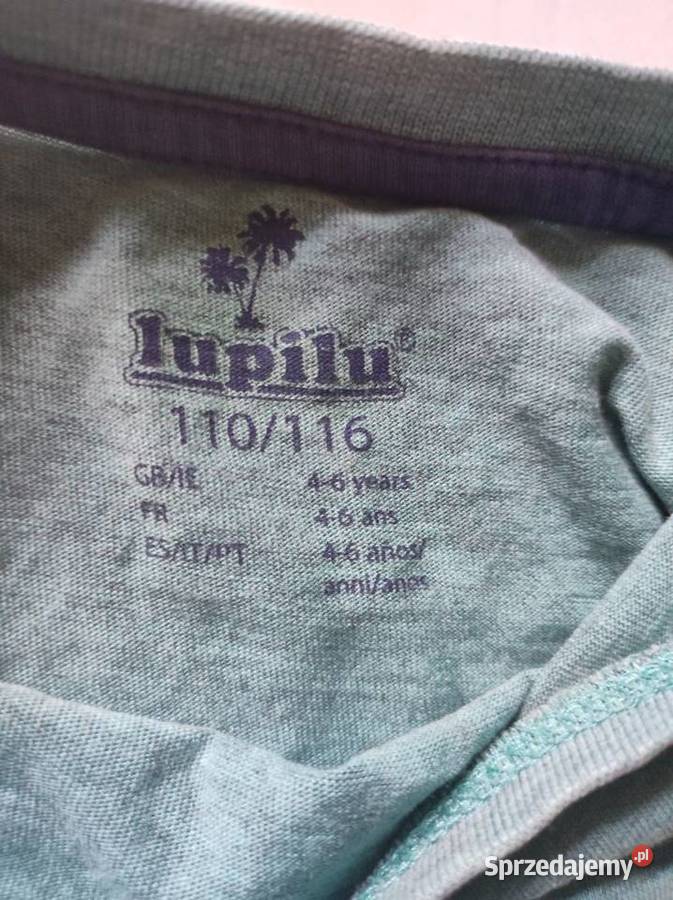 lupilu®
110/116
GB/IE 4-6 years
FR 4-6 ans
ES/IT/PT 4-6 años/
anni/anos
Sprzedajemy.pl